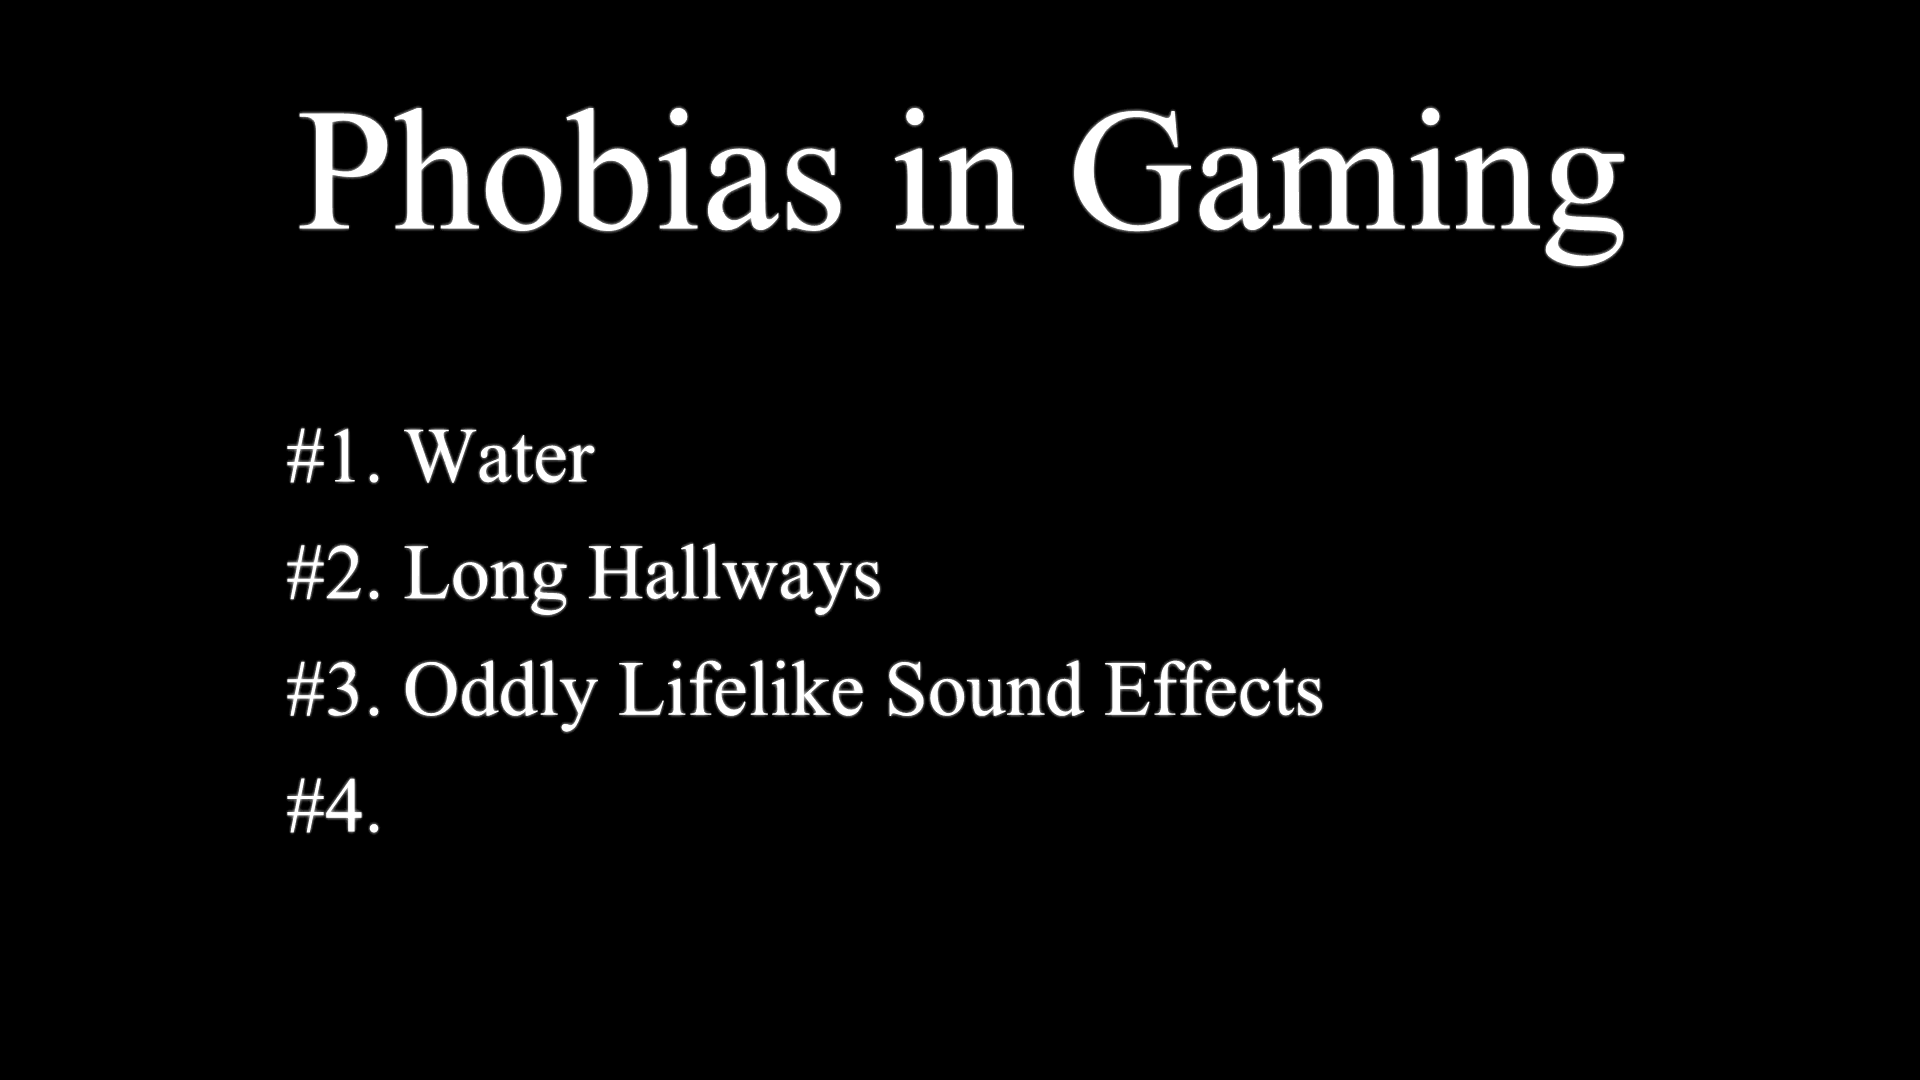 Phobias in Gaming
#1. Water
#2. Long Hallways
#3. Oddly Lifelike Sound Effects
#4.